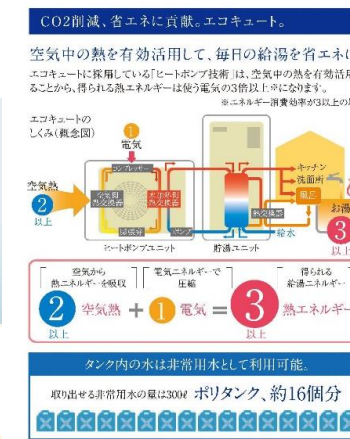 CO2削減、省エネに貢献。エコキュート。
空気中の熱を有効活用して、毎日の給湯を省エネに
エコキュートに採用している「ヒートポンプ技術」は、空気中の熱を有効活用
ることから、得られる熱エネルギーは使う電気の3倍以上※になります。
※エネルギー消費効率が3以上の
エコキュートの
しくみ(概念図)
1
電気
コンプレッサー
空気熱
2
以上
空気側
熱交換器
水加熱側
熱交換器
膨張弁
ポンプ
ヒートポンプユニット
貯湯ユニット
熱交換器
給水
キッチン
洗面所
風呂
お湯
3
以上
空気から
熱エネルギーを吸収
電気エネルギーで
圧縮
得られる
給湯エネルギー
2 空気熱 + 1 電気 = 3 熱エネルギー
以上
以上
タンク内の水は非常用水として利用可能。
取り出せる非常用水の量は300ℓ ポリタンク、約16個分